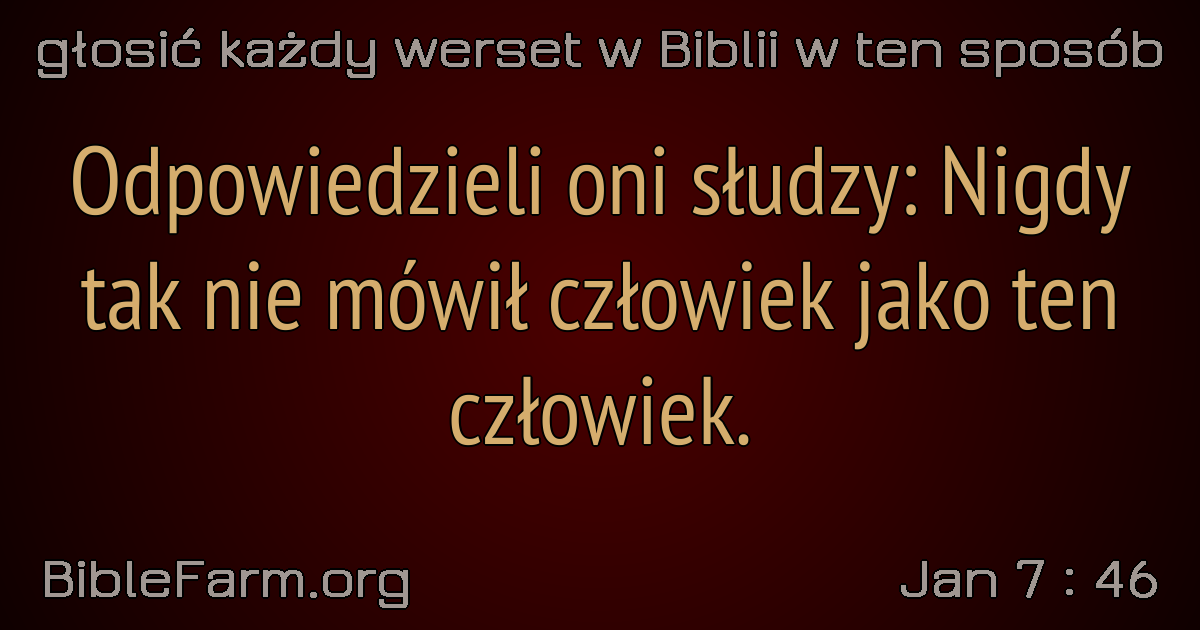 głosić każdy werset w Biblii w ten sposób
Odpowiedzieli oni słudzy: Nigdy
tak nie mówił człowiek jako ten
człowiek.
BibleFarm.org
Jan 7 : 46